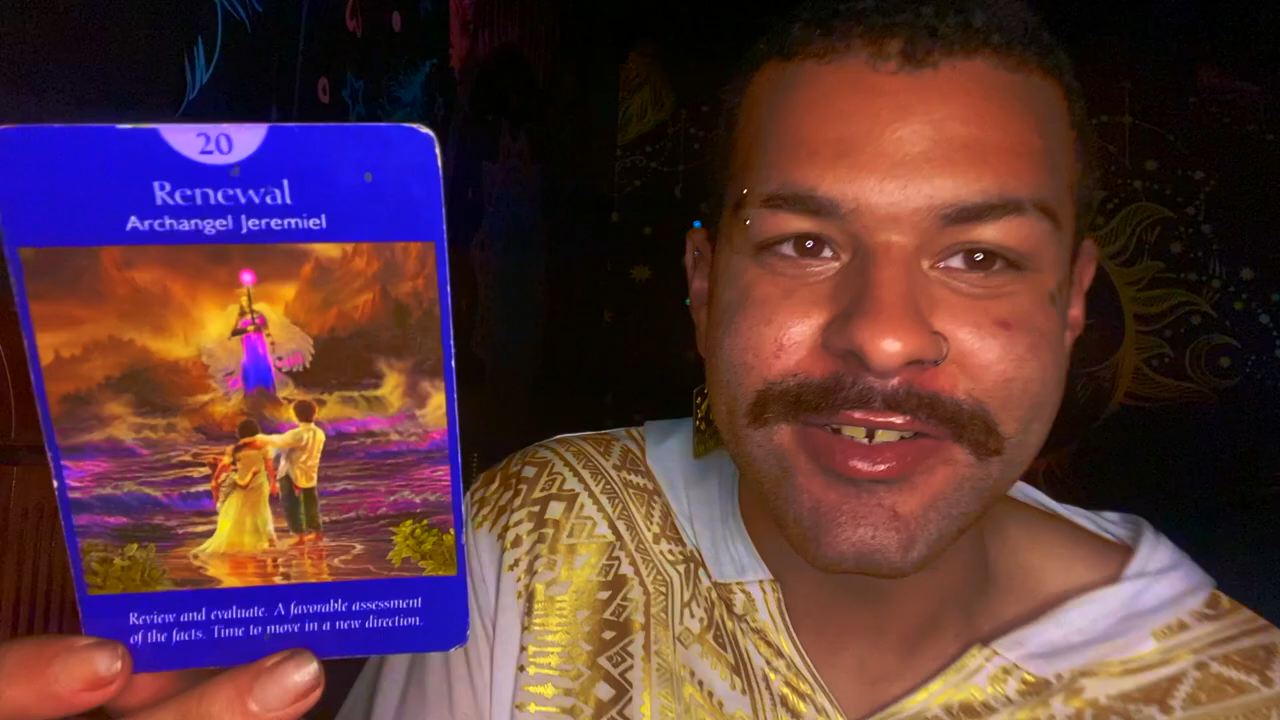 20
Renewal
Archangel Jeremiel
Review and evaluate. A favorable assessment
of the facts. Time to move in a new direction.